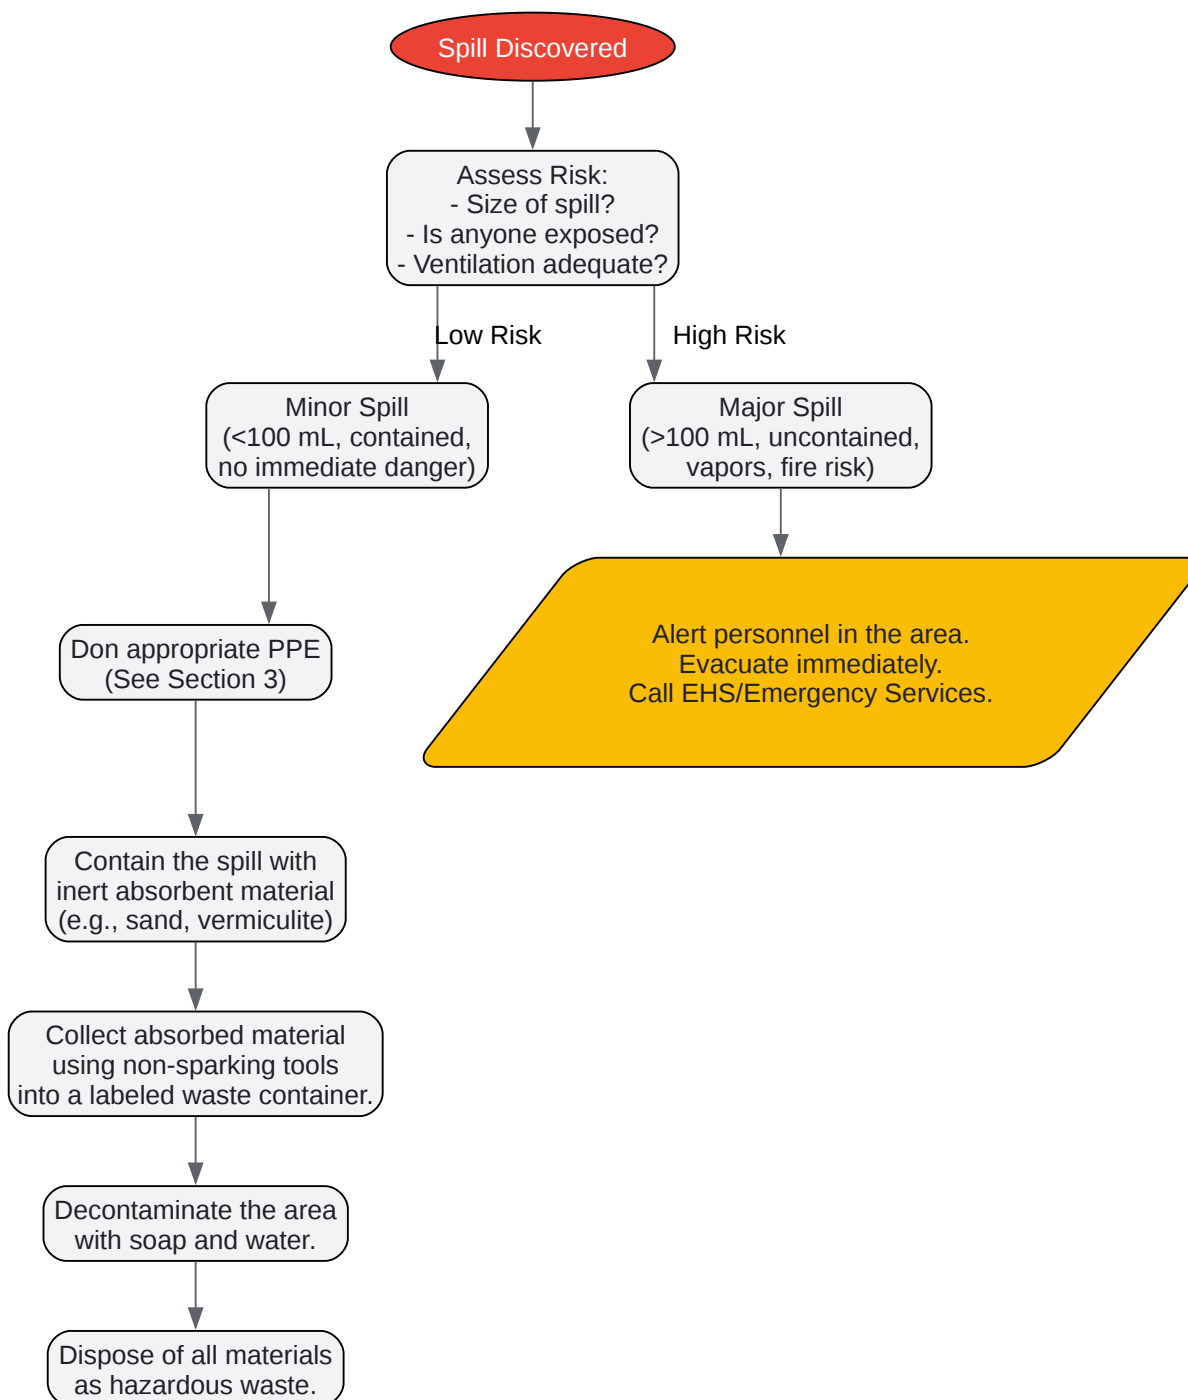 Spill Discovered
Assess Risk:
- Size of spill?
- Is anyone exposed?
- Ventilation adequate?
Low Risk
High Risk
Minor Spill
(<100 mL, contained,
no immediate danger)
Major Spill
(>100 mL, uncontained,
vapors, fire risk)
Don appropriate PPE
(See Section 3)
Alert personnel in the area.
Evacuate immediately.
Call EHS/Emergency Services.
Contain the spill with
inert absorbent material
(e.g., sand, vermiculite)
Collect absorbed material
using non-sparking tools
into a labeled waste container.
Decontaminate the area
with soap and water.
Dispose of all materials
as hazardous waste.